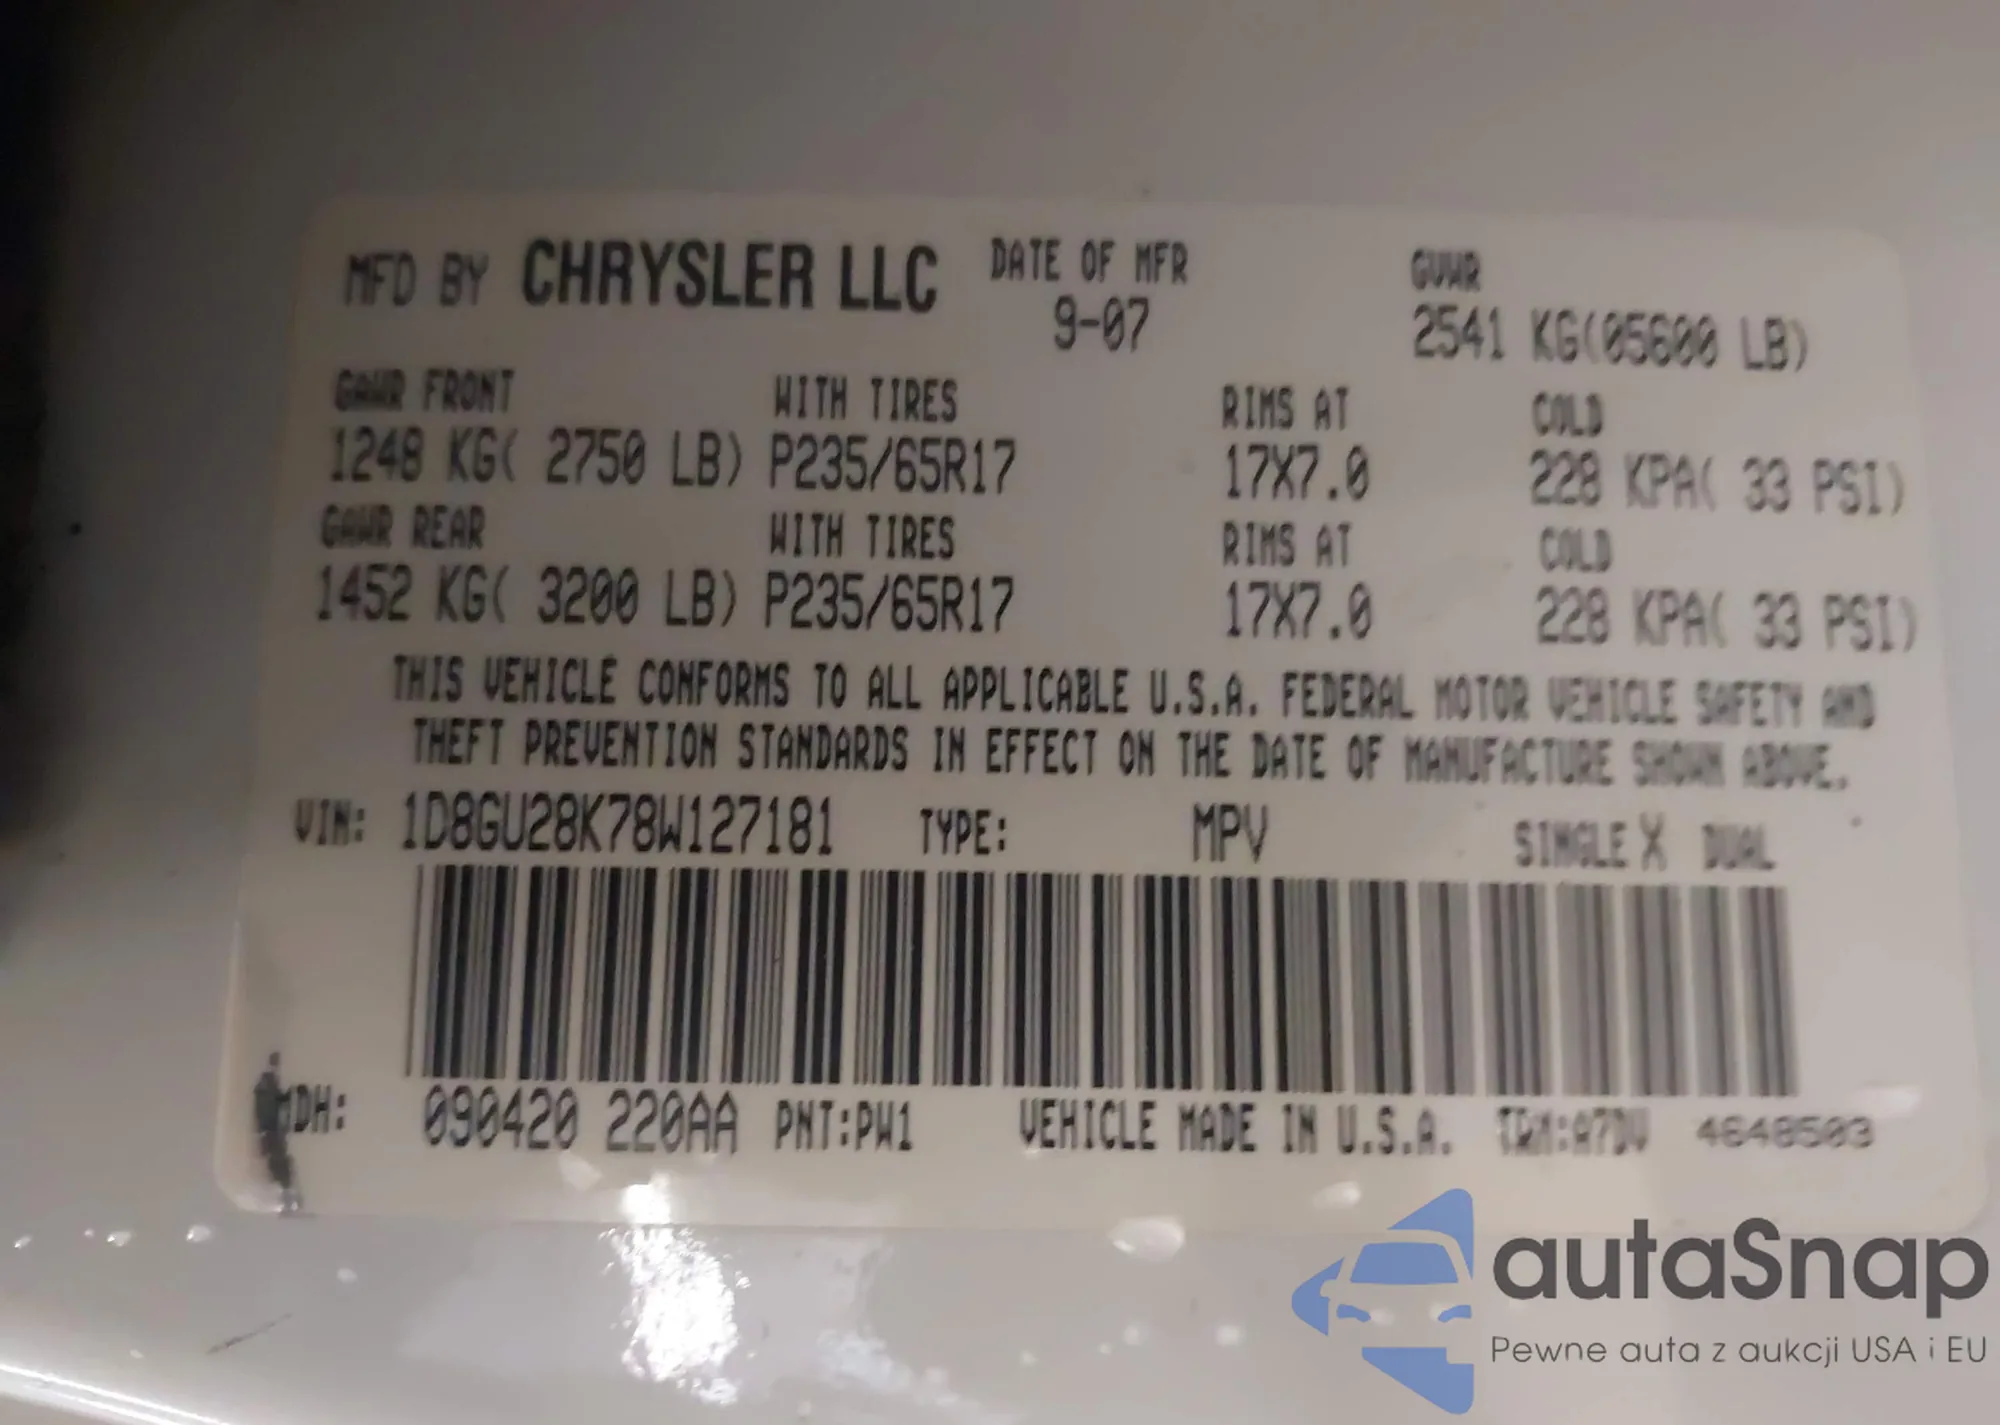 MFD BY CHRYSLER LLC DATE OF MFR GVWR
9-07 2541 KG(05600 LB)
GAWR FRONT WITH TIRES RIMS AT COLD
1248 KG( 2750 LB) P235/65R17 17X7.0 228 KPA( 33 PSI)
GAWR REAR WITH TIRES RIMS AT COLD
1452 KG( 3200 LB) P235/65R17 17X7.0 228 KPA( 33 PSI)
THIS VEHICLE CONFORMS TO ALL APPLICABLE U.S.A. FEDERAL MOTOR VEHICLE SAFETY AND
THEFT PREVENTION STANDARDS IN EFFECT ON THE DATE OF MANUFACTURE SHOWN ABOVE.
VIN: 1D8GU28K78W127181 TYPE: MPV SINGLE X DUAL
MDH: 090420 220AA PNT:PW1 VEHICLE MADE IN U.S.A. TRM:A7DV 4648503
autaSnap
Pewne auta z aukcji USA i EU